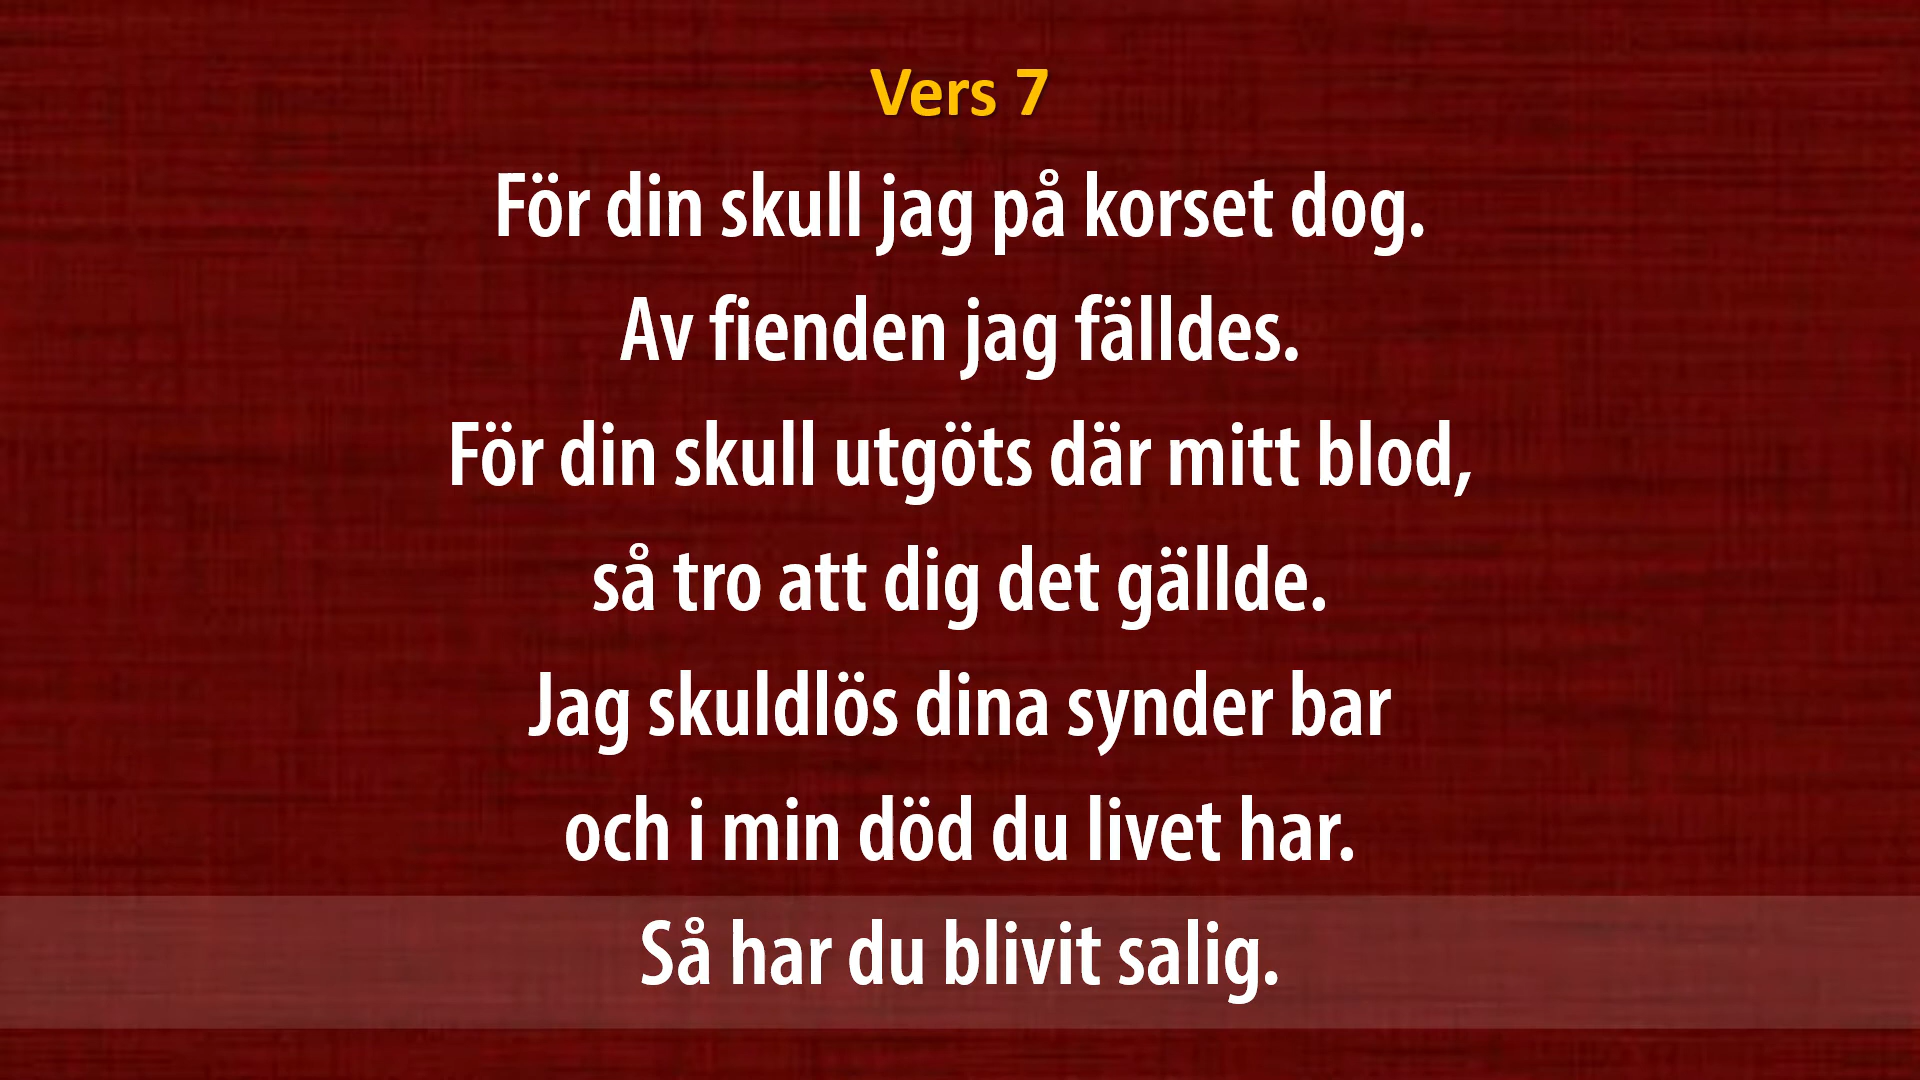 Vers 7
För din skull jag på korset dog.
Av fienden jag fälldes.
För din skull utgöts där mitt blod,
så tro att dig det gällde.
Jag skuldlös dina synder bar
och i min död du livet har.
Så har du blivit salig.